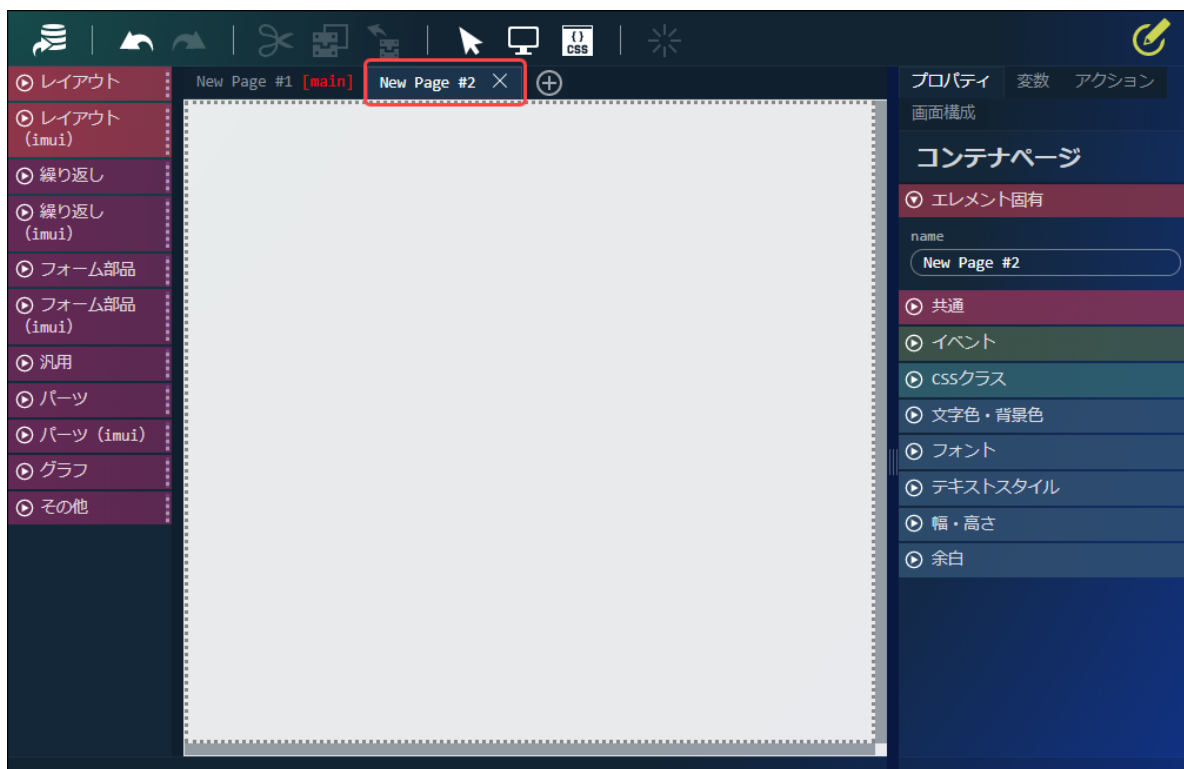 {}
CSS
New Page #1 [main]
New Page #2
レイアウト
レイアウト
(imui)
繰り返し
繰り返し
(imui)
フォーム部品
フォーム部品
(imui)
汎用
パーツ
パーツ (imui)
グラフ
その他
プロパティ 変数 アクション
画面構成
コンテナページ
エレメント固有
name
New Page #2
共通
イベント
CSSクラス
文字色・背景色
フォント
テキストスタイル
幅・高さ
余白